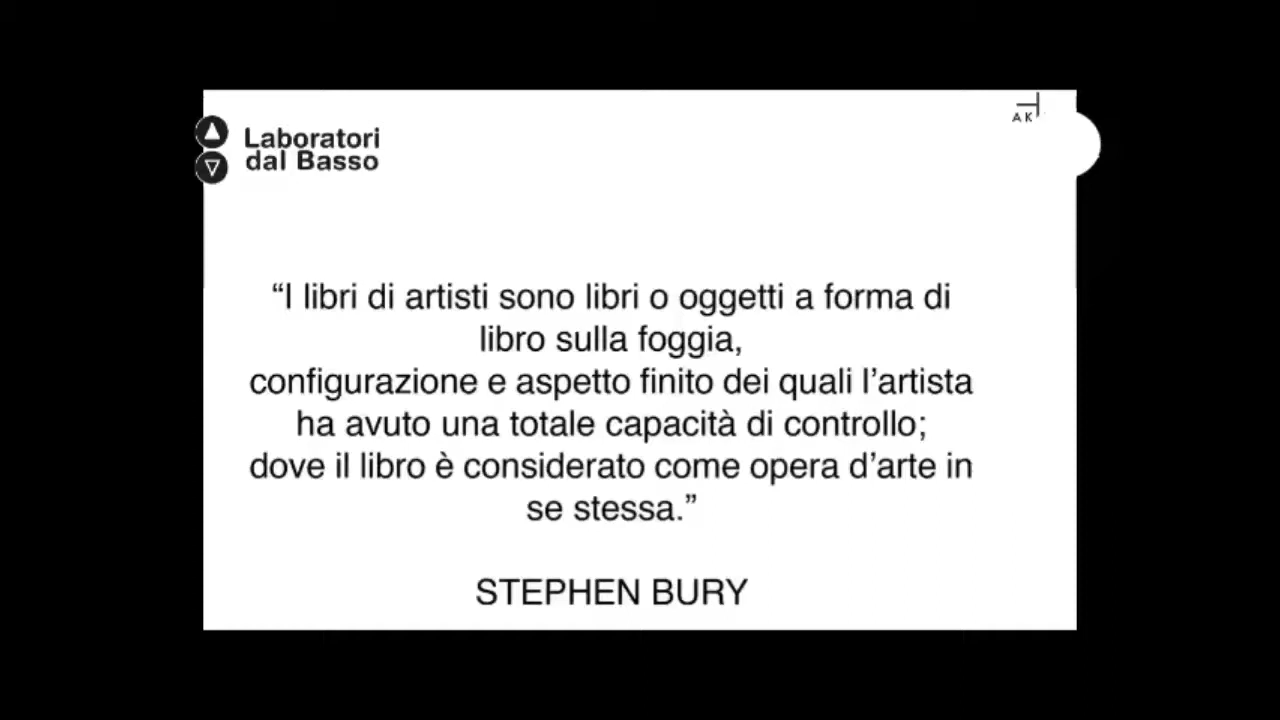 Laboratori
dal Basso
AK
“I libri di artisti sono libri o oggetti a forma di
libro sulla foggia,
configurazione e aspetto finito dei quali l’artista
ha avuto una totale capacità di controllo;
dove il libro è considerato come opera d’arte in
se stessa.”
STEPHEN BURY